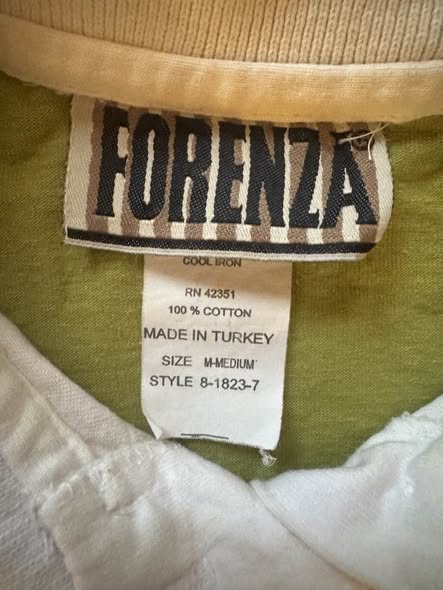 FORENZA
COOL IRON
RN 42351
100 % COTTON
MADE IN TURKEY
SIZE M-MEDIUM
STYLE 8-1823-7